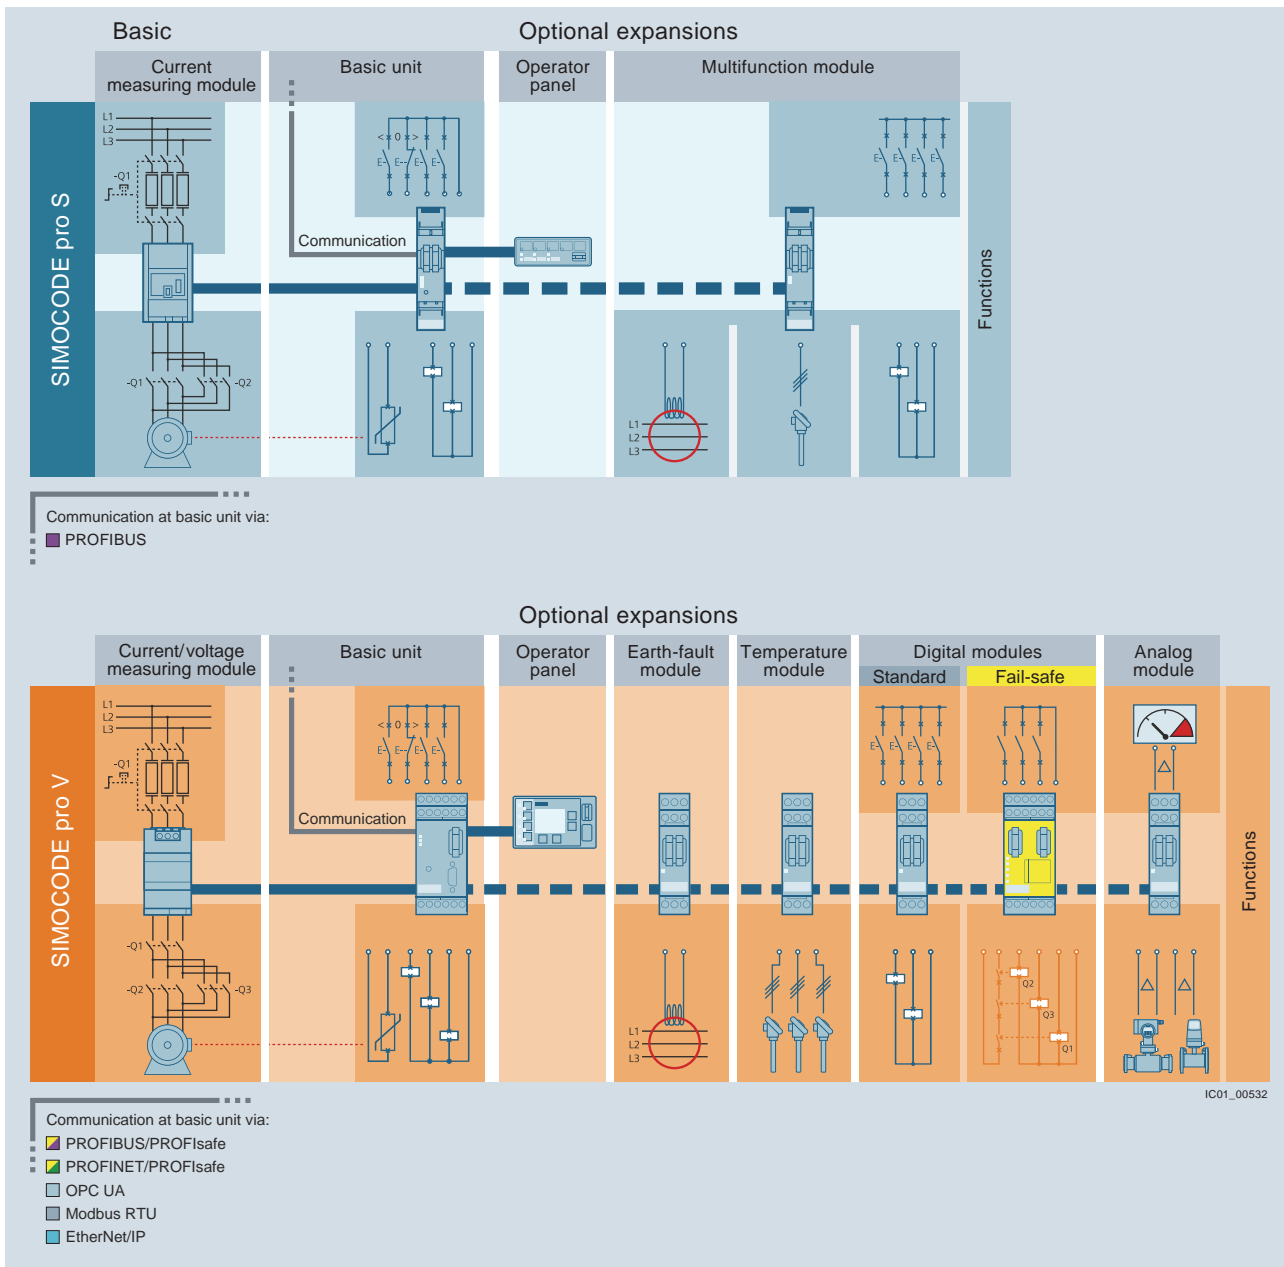 Basic
Optional expansions
Current
measuring module
Basic unit
Operator
panel
Multifunction module
SIMOCODE pro S
L1
L2
L3
-Q1
< 0 >
E- E-- E- E-
E- E- E- E-
Communication
Functions
-Q1
-Q2
L1
L2
L3
Communication at basic unit via:
PROFIBUS
Optional expansions
Current/voltage
measuring module
Basic unit
Operator
panel
Earth-fault
module
Temperature
module
Digital modules
Standard
Fail-safe
Analog
module
SIMOCODE pro V
L1
L2
L3
-Q1
< 0 >
E- E-- E- E-
E- E- E- E-
Communication
Functions
-Q1
-Q2
-Q3
L1
L2
L3
Q2
Q3
Q1
IC01_00532
Communication at basic unit via:
PROFIBUS/PROFIsafe
PROFINET/PROFIsafe
OPC UA
Modbus RTU
EtherNet/IP